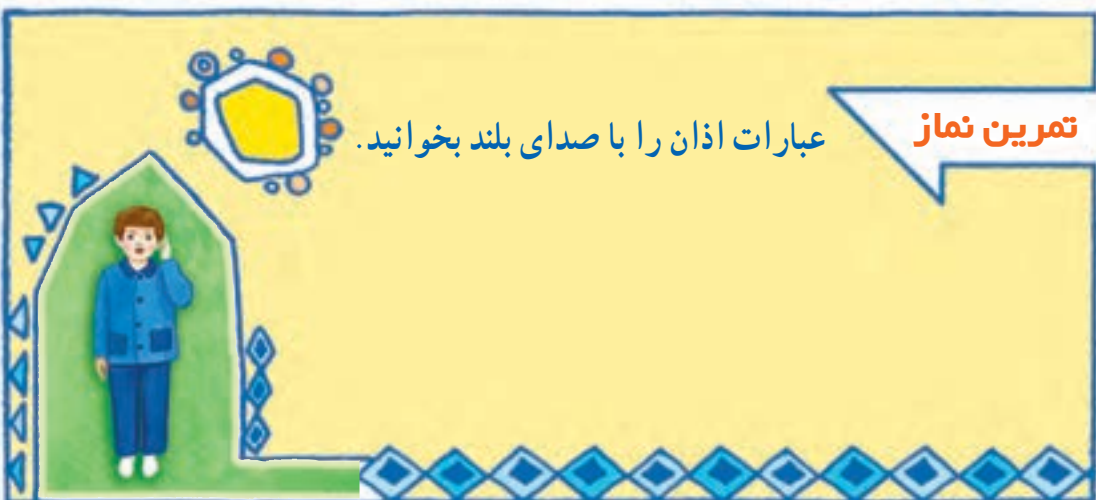 تمرین نماز
عبارات اذان را با صدای بلند بخوانید.